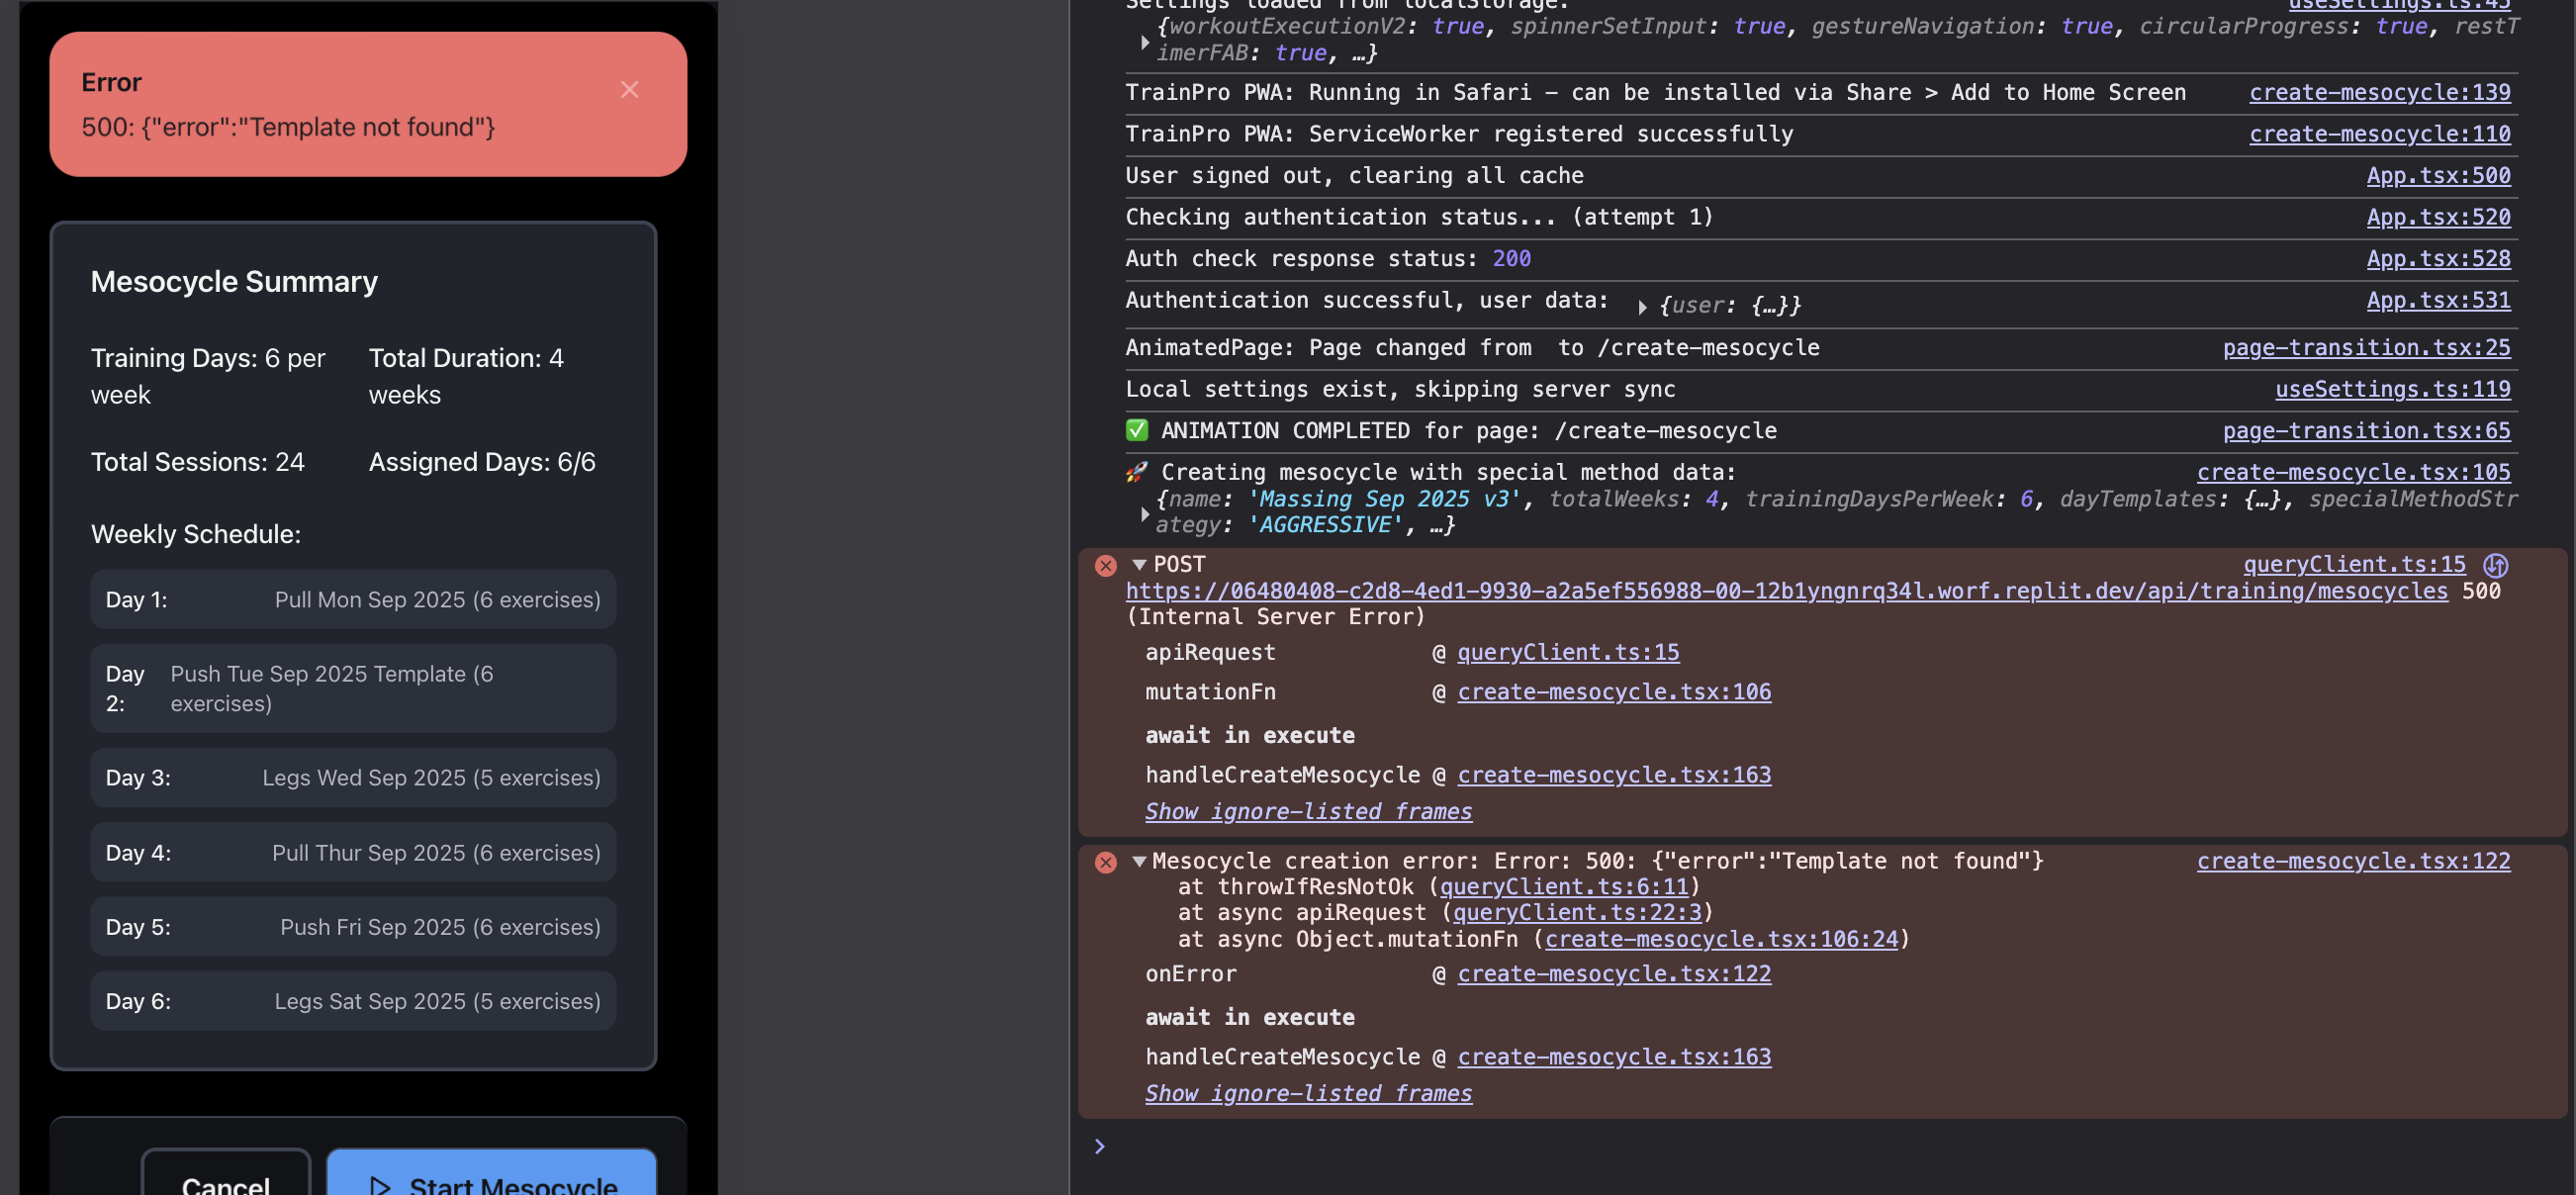 Error
500: {"error":"Template not found"}
Mesocycle Summary
Training Days: 6 per week
Total Duration: 4 weeks
Total Sessions: 24
Assigned Days: 6/6
Weekly Schedule:
Day 1: Pull Mon Sep 2025 (6 exercises)
Day 2: Push Tue Sep 2025 Template (6 exercises)
Day 3: Legs Wed Sep 2025 (5 exercises)
Day 4: Pull Thur Sep 2025 (6 exercises)
Day 5: Push Fri Sep 2025 (6 exercises)
Day 6: Legs Sat Sep 2025 (5 exercises)
Cancel
Start Mesocycle
Settings loaded from localStorage: useSettings.ts:45
{workoutExecutionV2: true, spinnerSetInput: true, gestureNavigation: true, circularProgress: true, restT
imerFAB: true, …}
TrainPro PWA: Running in Safari – can be installed via Share > Add to Home Screen create-mesocycle:139
TrainPro PWA: ServiceWorker registered successfully create-mesocycle:110
User signed out, clearing all cache App.tsx:500
Checking authentication status... (attempt 1) App.tsx:520
Auth check response status: 200 App.tsx:528
Authentication successful, user data: {user: {…}} App.tsx:531
AnimatedPage: Page changed from to /create-mesocycle page-transition.tsx:25
Local settings exist, skipping server sync useSettings.ts:119
✅ ANIMATION COMPLETED for page: /create-mesocycle page-transition.tsx:65
🚀 Creating mesocycle with special method data: create-mesocycle.tsx:105
{name: 'Massing Sep 2025 v3', totalWeeks: 4, trainingDaysPerWeek: 6, dayTemplates: {…}, specialMethodStr
ategy: 'AGGRESSIVE', …}
POST queryClient.ts:15
https://06480408-c2d8-4ed1-9930-a2a5ef556988-00-12b1yngnrq34l.worf.replit.dev/api/training/mesocycles 500
(Internal Server Error)
apiRequest @ queryClient.ts:15
mutationFn @ create-mesocycle.tsx:106
await in execute
handleCreateMesocycle @ create-mesocycle.tsx:163
Show ignore-listed frames
Mesocycle creation error: Error: 500: {"error":"Template not found"} create-mesocycle.tsx:122
at throwIfResNotOk (queryClient.ts:6:11)
at async apiRequest (queryClient.ts:22:3)
at async Object.mutationFn (create-mesocycle.tsx:106:24)
onError @ create-mesocycle.tsx:122
await in execute
handleCreateMesocycle @ create-mesocycle.tsx:163
Show ignore-listed frames